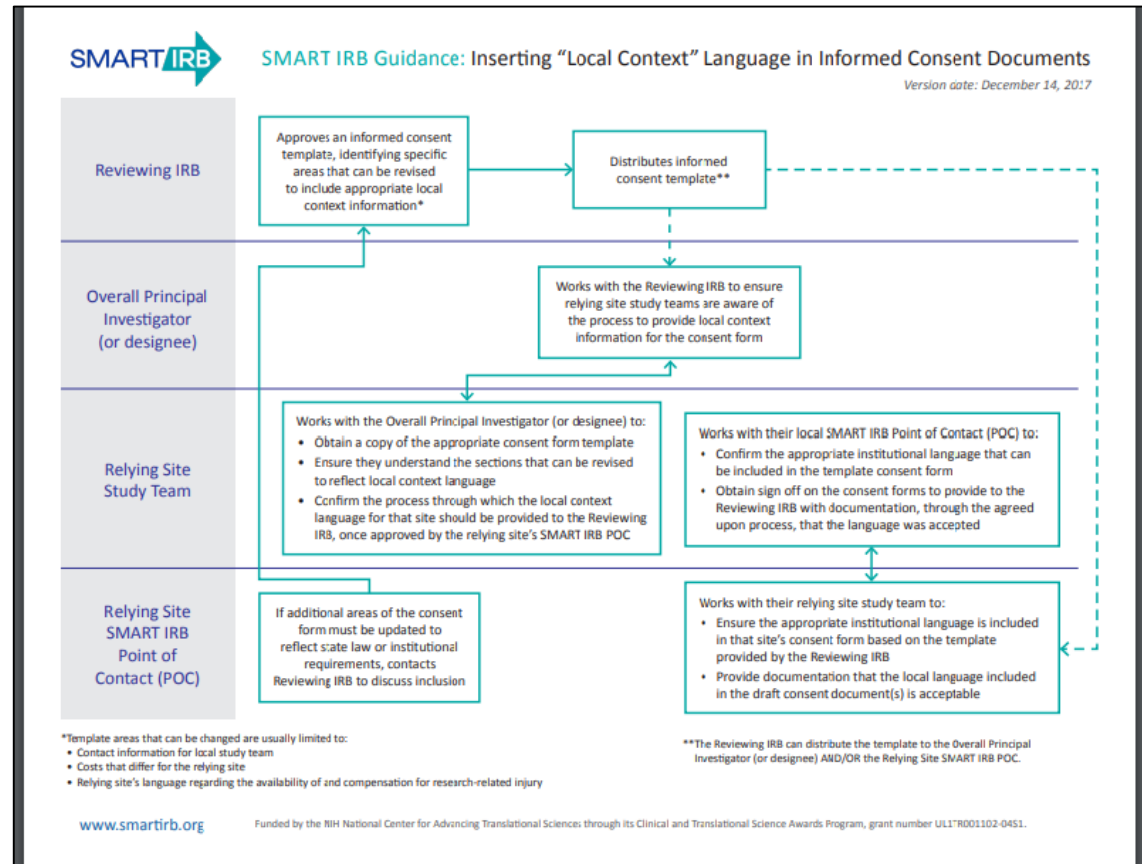 SMART IRB
SMART IRB Guidance: Inserting “Local Context” Language in Informed Consent Documents
Version date: December 14, 2017
Reviewing IRB
Approves an informed consent
template, identifying specific
areas that can be revised
to include appropriate local
context information*
Distributes informed
consent template**
Overall Principal
Investigator
(or designee)
Works with the Reviewing IRB to ensure
relying site study teams are aware of
the process to provide local context
information for the consent form
Relying Site
Study Team
Works with the Overall Principal Investigator (or designee) to:
• Obtain a copy of the appropriate consent form template
• Ensure they understand the sections that can be revised
to reflect local context language
• Confirm the process through which the local context
language for that site should be provided to the Reviewing
IRB, once approved by the relying site’s SMART IRB POC
Works with their local SMART IRB Point of Contact (POC) to:
• Confirm the appropriate institutional language that can
be included in the template consent form
• Obtain sign off on the consent forms to provide to the
Reviewing IRB with documentation, through the agreed
upon process, that the language was accepted
Relying Site
SMART IRB
Point of
Contact (POC)
If additional areas of the consent
form must be updated to
reflect state law or institutional
requirements, contacts
Reviewing IRB to discuss inclusion
Works with their relying site study team to:
• Ensure the appropriate institutional language is included
in that site’s consent form based on the template
provided by the Reviewing IRB
• Provide documentation that the local language included
in the draft consent document(s) is acceptable
*Template areas that can be changed are usually limited to:
• Contact information for local study team
• Costs that differ for the relying site
• Relying site’s language regarding the availability of and compensation for research-related injury
**The Reviewing IRB can distribute the template to the Overall Principal
Investigator (or designee) AND/OR the Relying Site SMART IRB POC.
www.smartirb.org
Funded by the NIH National Center for Advancing Translational Sciences through its Clinical and Translational Science Awards Program, grant number UL1TR001102-04S1.